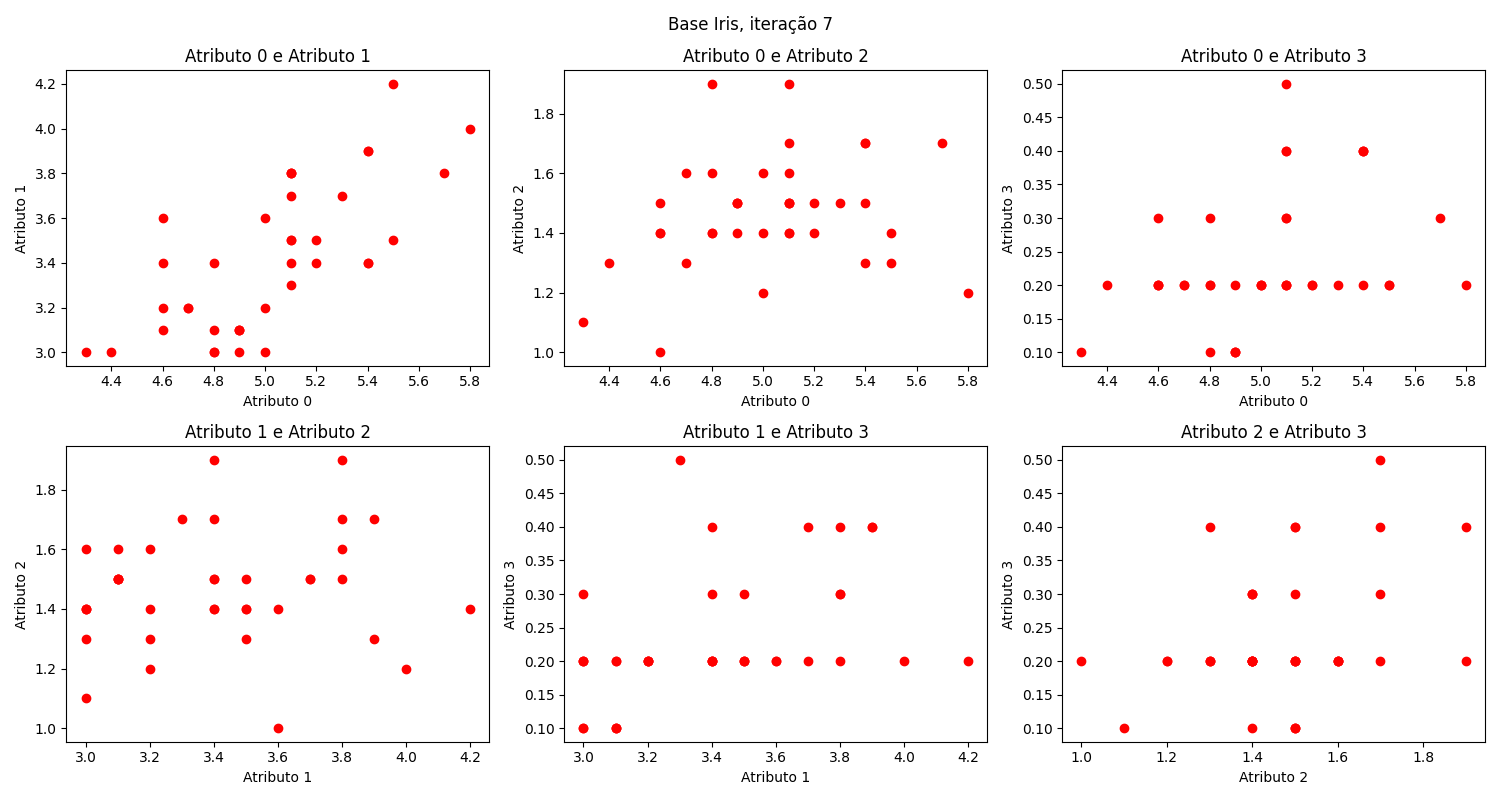 Base Iris, iteração 7
Atributo 0 e Atributo 1
Atributo 1
4.2
4.0
3.8
3.6
3.4
3.2
3.0
4.4 4.6 4.8 5.0 5.2 5.4 5.6 5.8
Atributo 0
Atributo 0 e Atributo 2
Atributo 2
1.8
1.6
1.4
1.2
1.0
4.4 4.6 4.8 5.0 5.2 5.4 5.6 5.8
Atributo 0
Atributo 0 e Atributo 3
Atributo 3
0.50
0.45
0.40
0.35
0.30
0.25
0.20
0.15
0.10
4.4 4.6 4.8 5.0 5.2 5.4 5.6 5.8
Atributo 0
Atributo 1 e Atributo 2
Atributo 2
1.8
1.6
1.4
1.2
1.0
3.0 3.2 3.4 3.6 3.8 4.0 4.2
Atributo 1
Atributo 1 e Atributo 3
Atributo 3
0.50
0.45
0.40
0.35
0.30
0.25
0.20
0.15
0.10
3.0 3.2 3.4 3.6 3.8 4.0 4.2
Atributo 1
Atributo 2 e Atributo 3
Atributo 3
0.50
0.45
0.40
0.35
0.30
0.25
0.20
0.15
0.10
1.0 1.2 1.4 1.6 1.8
Atributo 2